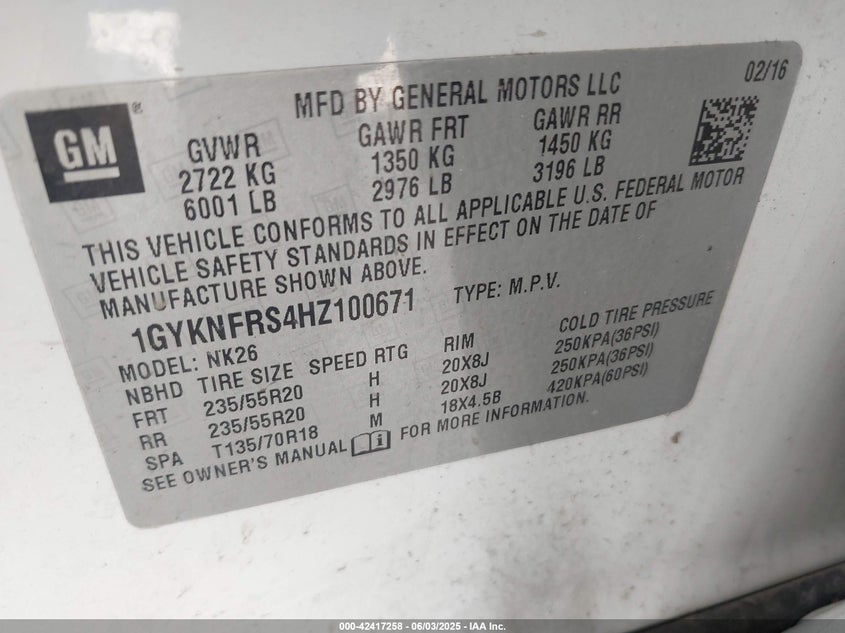 02/16
GM ®
MFD BY GENERAL MOTORS LLC
GVWR GAWR FRT GAWR RR
2722 KG 1350 KG 1450 KG
6001 LB 2976 LB 3196 LB
THIS VEHICLE CONFORMS TO ALL APPLICABLE U.S. FEDERAL MOTOR
VEHICLE SAFETY STANDARDS IN EFFECT ON THE DATE OF
MANUFACTURE SHOWN ABOVE.
1GYKNFRS4HZ100671 TYPE: M.P.V.
MODEL: NK26
NBHD TIRE SIZE SPEED RTG RIM COLD TIRE PRESSURE
FRT 235/55R20 H 20X8J 250KPA(36PSI)
RR 235/55R20 H 20X8J 250KPA(36PSI)
SPA T135/70R18 M 18X4.5B 420KPA(60PSI)
SEE OWNER'S MANUAL FOR MORE INFORMATION.
000-42417258 - 06/03/2025 - IAA Inc.